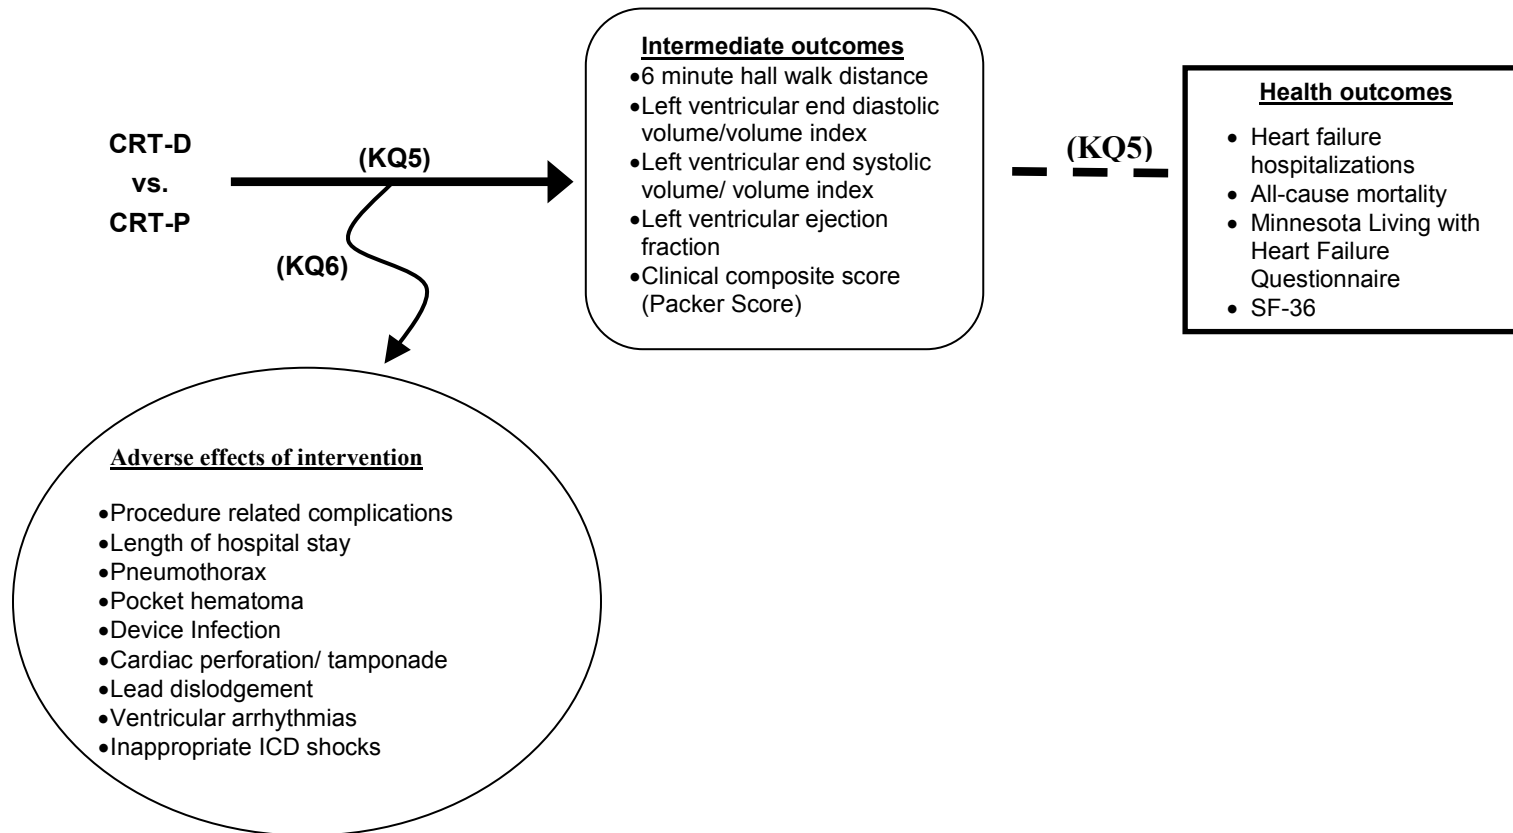 CRT-D
vs.
CRT-P
(KQ5)
(KQ6)
Intermediate outcomes
•6 minute hall walk distance
•Left ventricular end diastolic
volume/volume index
•Left ventricular end systolic
volume/ volume index
•Left ventricular ejection
fraction
•Clinical composite score
(Packer Score)
(KQ5)
Health outcomes
• Heart failure
hospitalizations
• All-cause mortality
• Minnesota Living with
Heart Failure
Questionnaire
• SF-36
Adverse effects of intervention
•Procedure related complications
•Length of hospital stay
•Pneumothorax
•Pocket hematoma
•Device Infection
•Cardiac perforation/ tamponade
•Lead dislodgement
•Ventricular arrhythmias
•Inappropriate ICD shocks